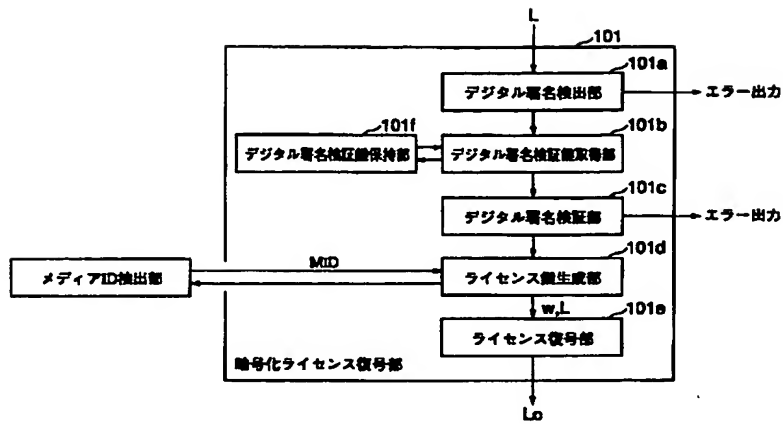 L
101
101a
デジタル署名検出部
エラー出力
101f
101b
デジタル署名検証鍵保持部
デジタル署名検証鍵取得部
101c
デジタル署名検証部
エラー出力
101d
メディアID検出部
MID
ライセンス鍵生成部
w,L
101e
ライセンス復号部
暗号化ライセンス復号部
Lo